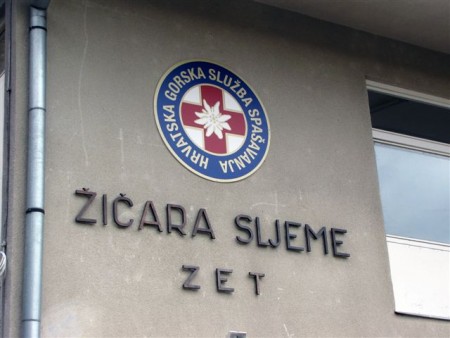 HRVATSKA GORSKA SLUŽBA SPAŠAVANJA
ŽIČARA SLJEME
ZET